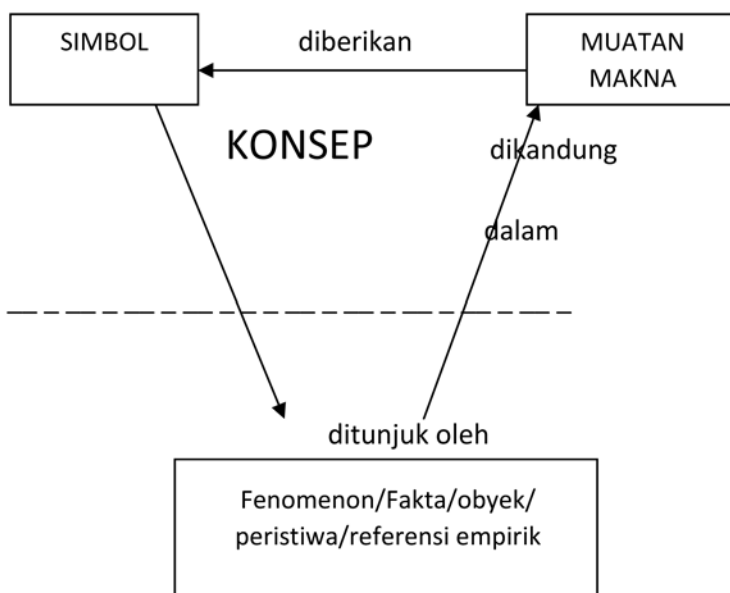 SIMBOL
diberikan
MUATAN
MAKNA
KONSEP
dikandung
dalam
ditunjuk oleh
Fenomenon/Fakta/obyek/
peristiwa/referensi empirik